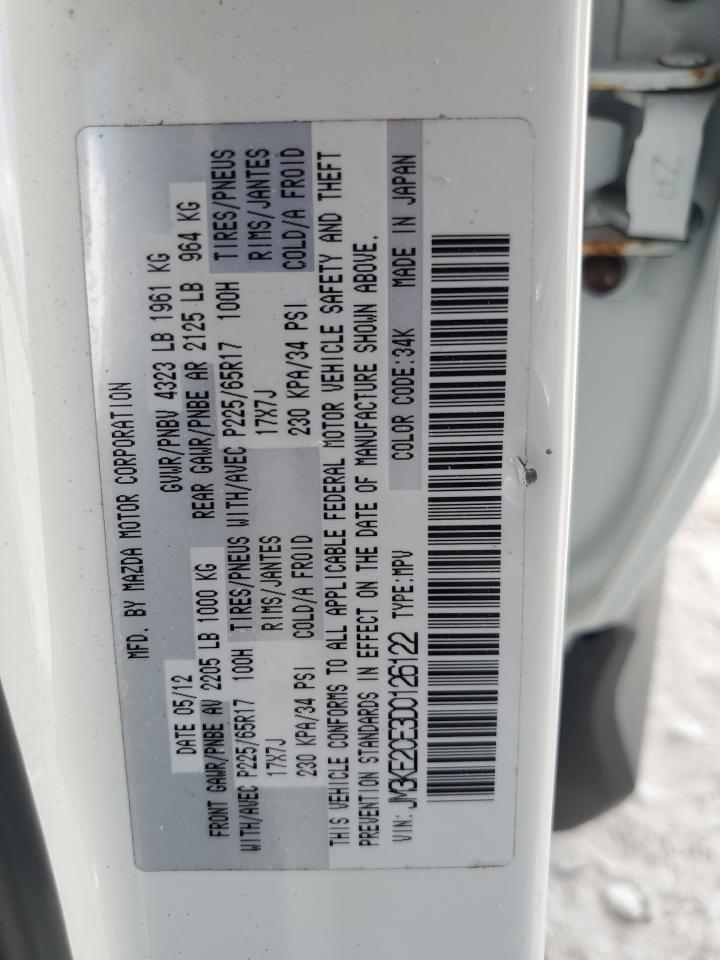 MFD. BY MAZDA MOTOR CORPORATION
DATE 05/12 GVWR/PNBV 4323 LB 1961 KG
FRONT GAWR/PNBE AV 2205 LB 1000 KG REAR GAWR/PNBE AR 2125 LB 964 KG
WITH/AVEC P225/65R17 100H TIRES/PNEUS WITH/AVEC P225/65R17 100H TIRES/PNEUS
17X7J RIMS/JANTES 17X7J RIMS/JANTES
230 KPA/34 PSI COLD/A FROID 230 KPA/34 PSI COLD/A FROID
THIS VEHICLE CONFORMS TO ALL APPLICABLE FEDERAL MOTOR VEHICLE SAFETY AND THEFT
PREVENTION STANDARDS IN EFFECT ON THE DATE OF MANUFACTURE SHOWN ABOVE.
VIN: JM3KE2DE3D0126122 TYPE:MPV COLOR CODE:34K MADE IN JAPAN
ZR